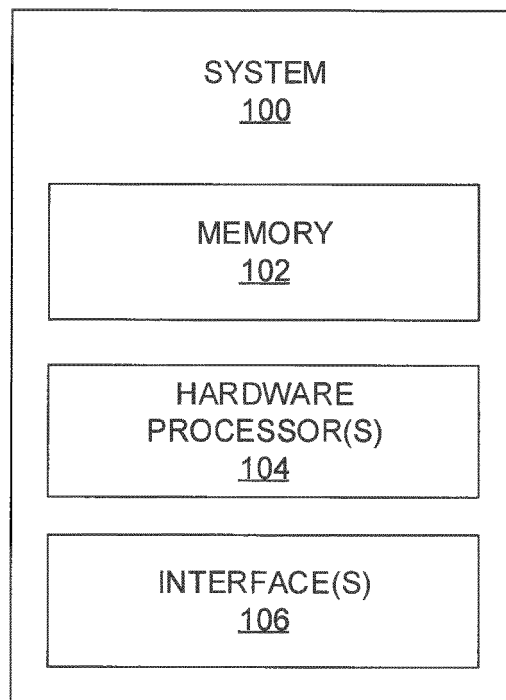 SYSTEM
100
MEMORY
102
HARDWARE
PROCESSOR(S)
104
INTERFACE(S)
106